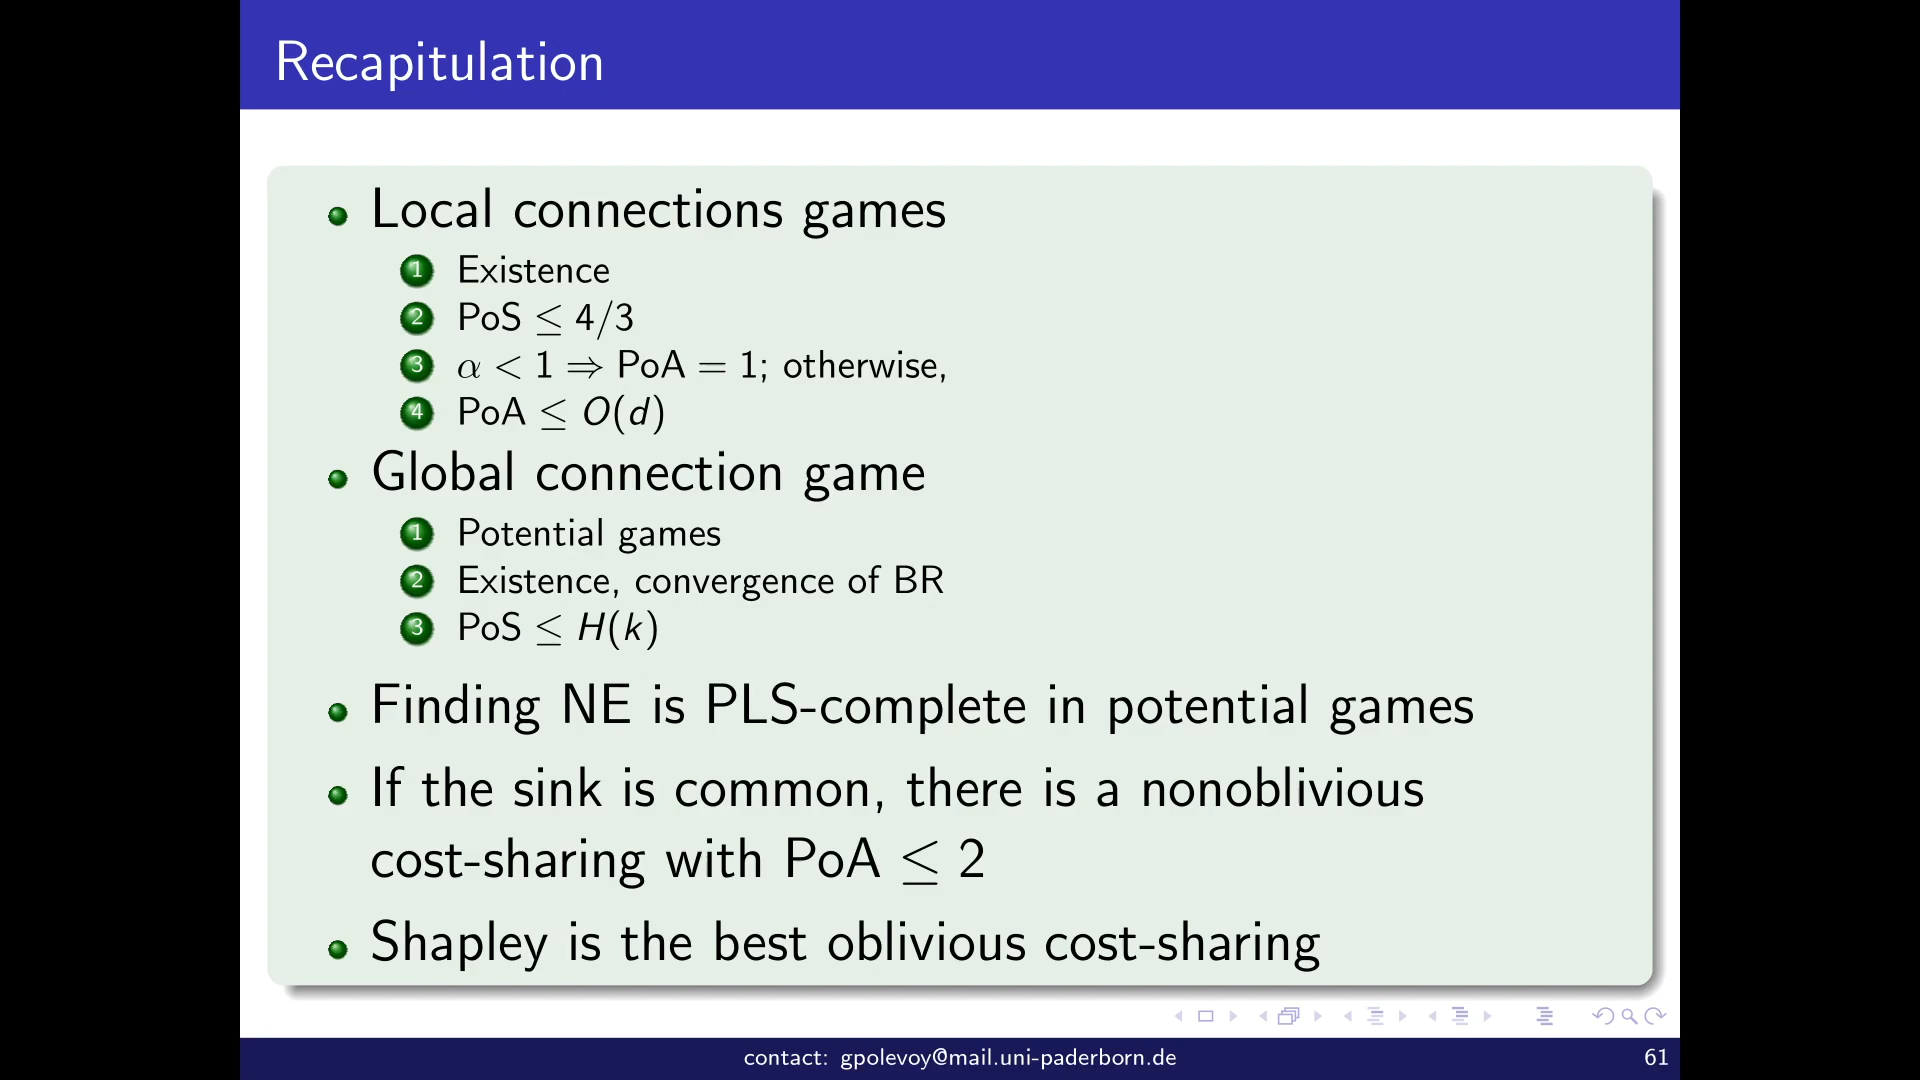 Recapitulation
Local connections games
1 Existence
2 PoS ≤ 4/3
3 α < 1 ⇒ PoA = 1; otherwise,
4 PoA ≤ O(d)
Global connection game
1 Potential games
2 Existence, convergence of BR
3 PoS ≤ H(k)
Finding NE is PLS-complete in potential games
If the sink is common, there is a nonoblivious
cost-sharing with PoA ≤ 2
Shapley is the best oblivious cost-sharing
contact: gpolevoy@mail.uni-paderborn.de
61